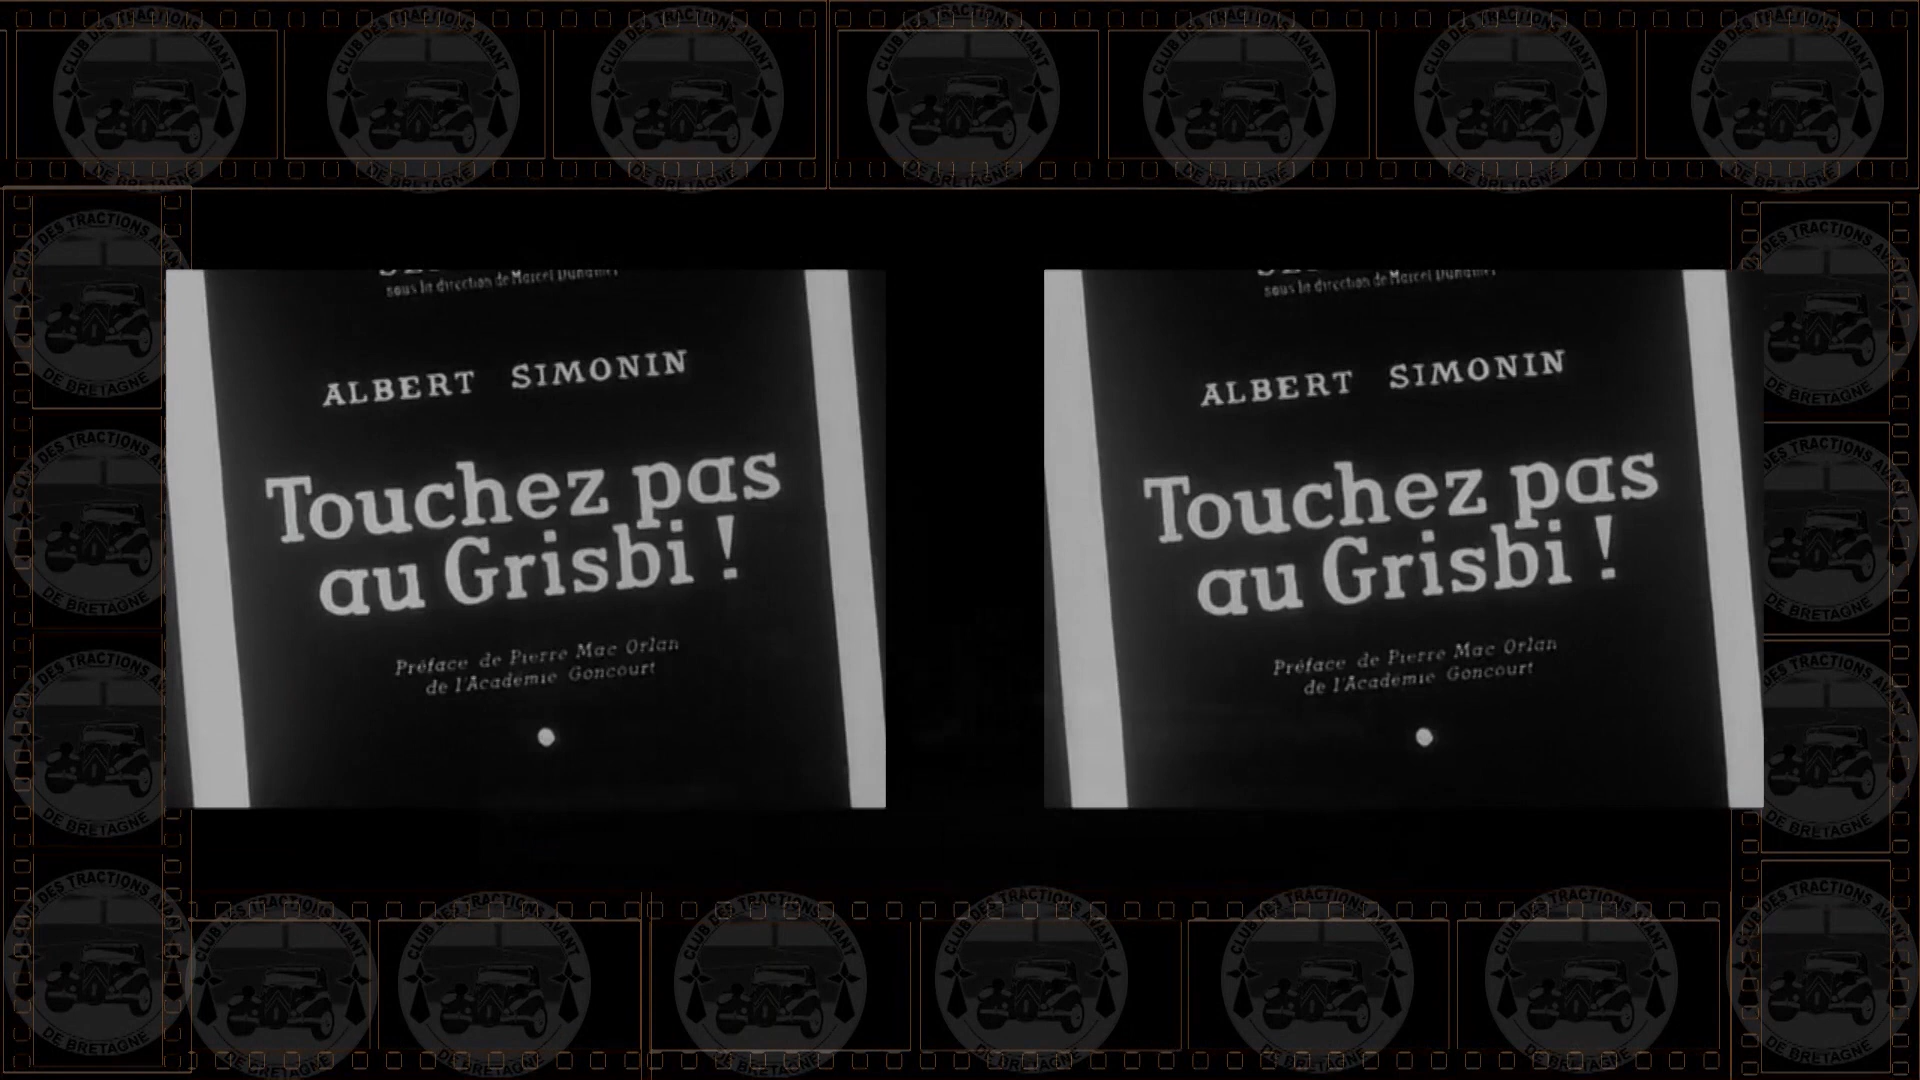 CLUB DES TRACTIONS AVANT
DE BRETAGNE
sous la direction de Marcel Duhamel
ALBERT SIMONIN
Touchez pas
au Grisbi !
Préface de Pierre Mac Orlan
de l'Académie Goncourt
sous la direction de Marcel Duhamel
ALBERT SIMONIN
Touchez pas
au Grisbi !
Préface de Pierre Mac Orlan
de l'Académie Goncourt